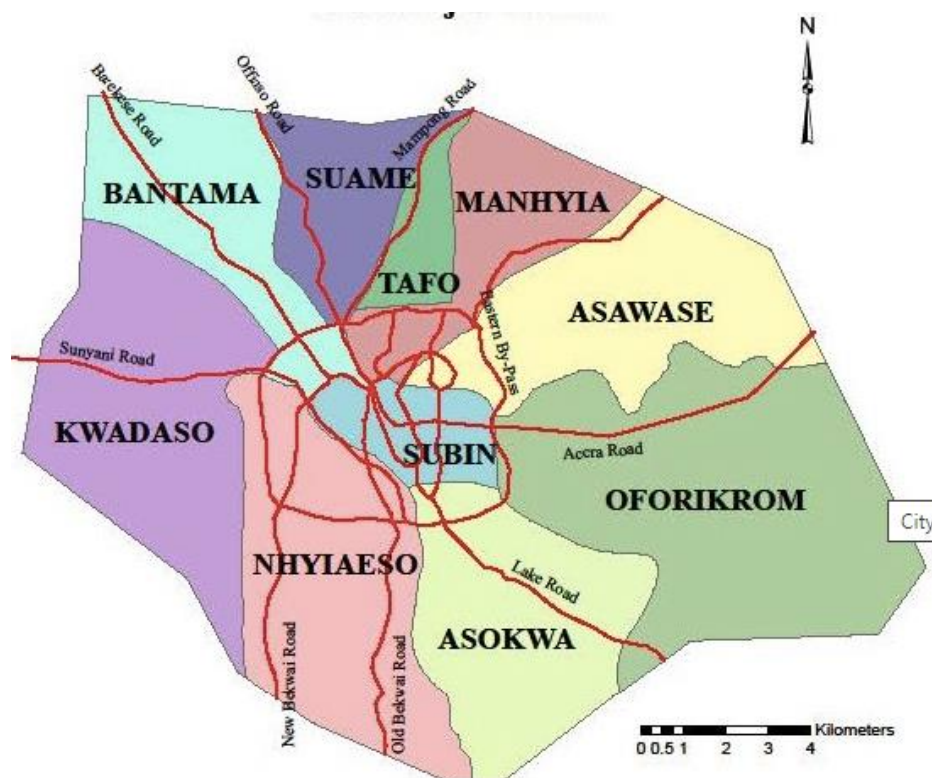 N
Barekese Road
Offinso Road
Mampong Road
SUAME
BANTAMA
MANHYIA
TAFO
Eastern By-Pass
ASAWASE
Sunyani Road
KWADASO
SUBIN
Accra Road
OFORIKROM
City
NHYIAESO
Lake Road
ASOKWA
New Bekwai Road
Old Bekwai Road
Kilometers
0 0.5 1 2 3 4